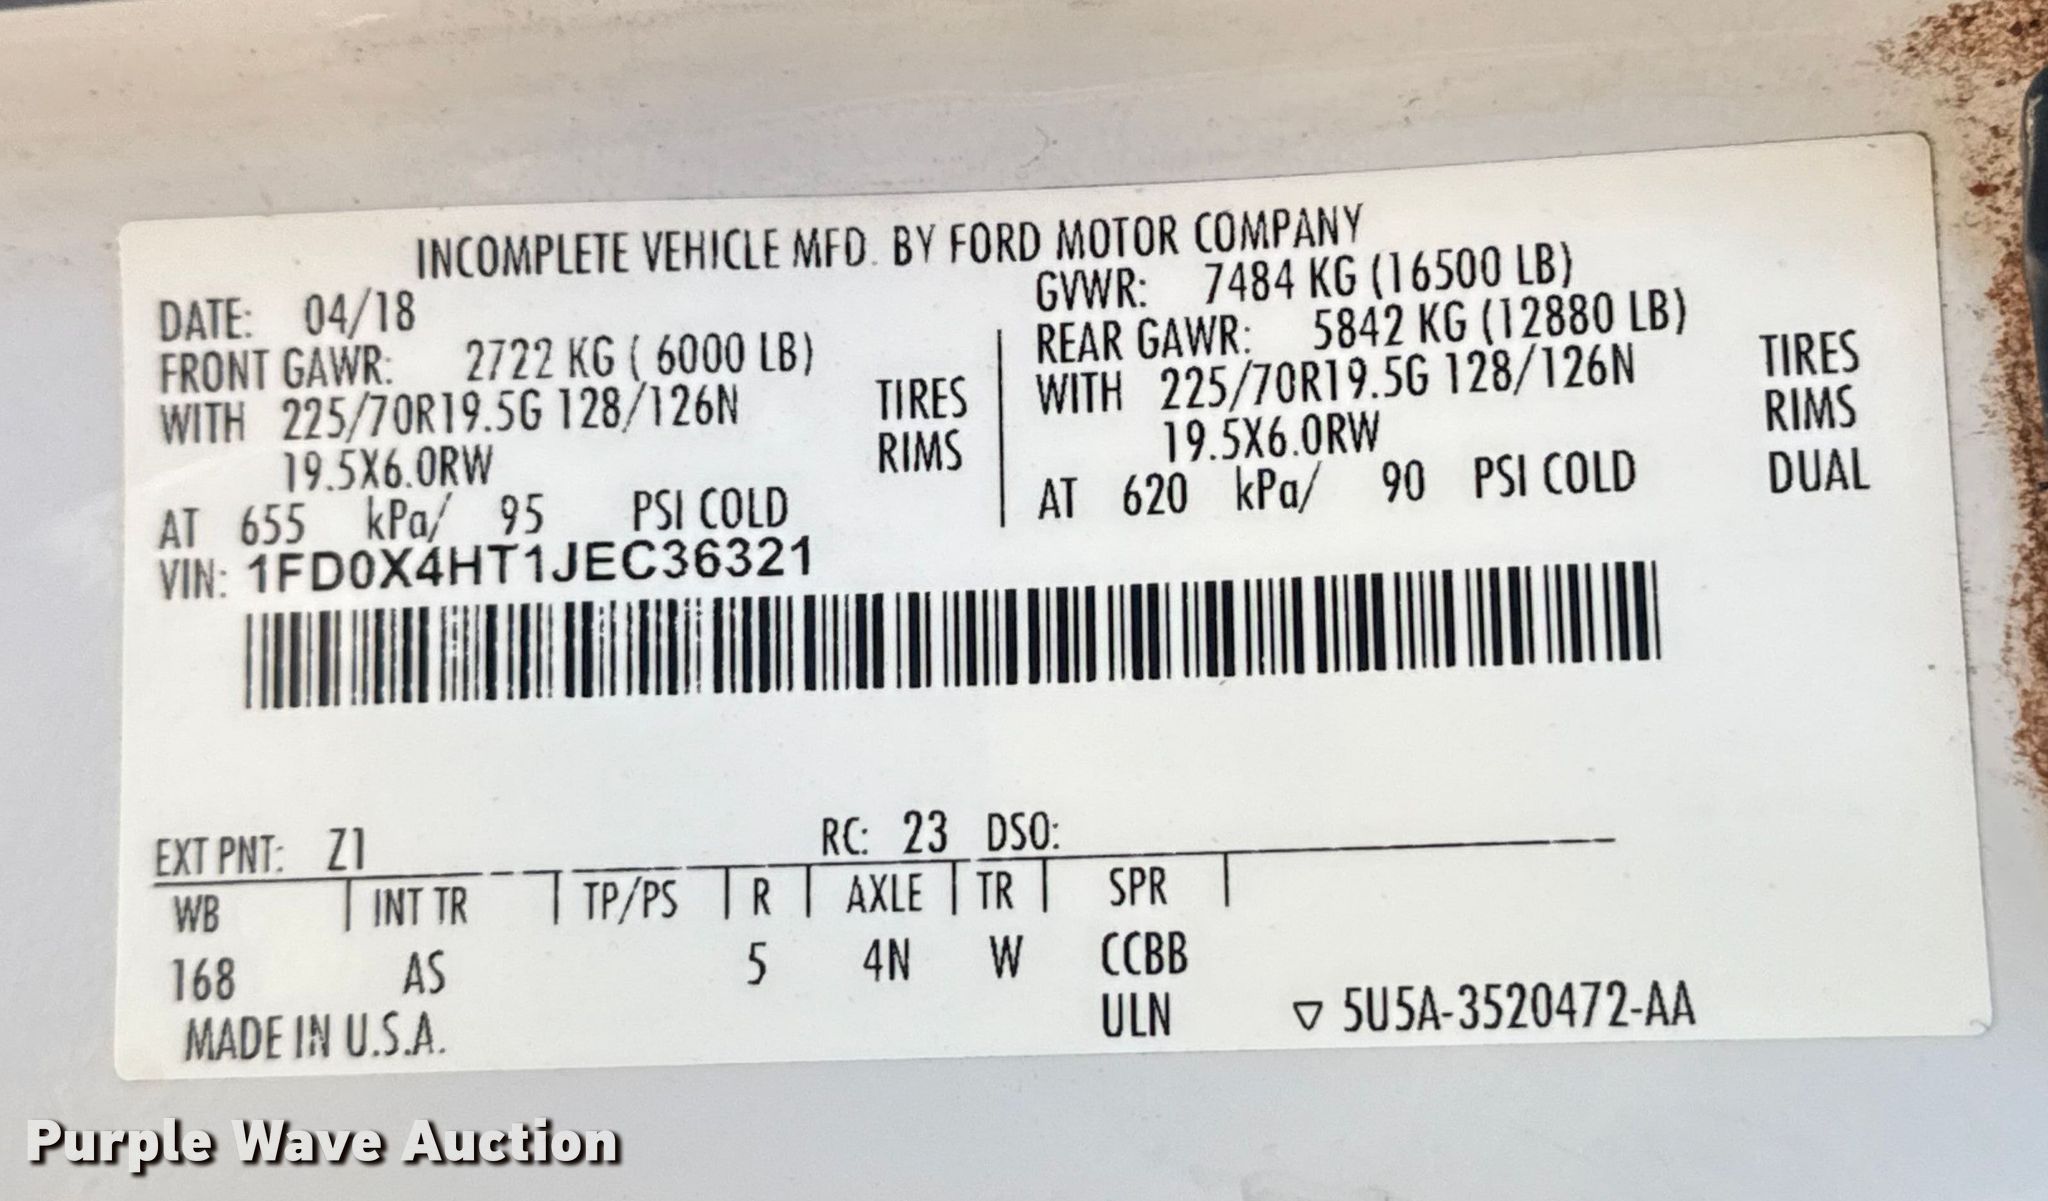 INCOMPLETE VEHICLE MFD. BY FORD MOTOR COMPANY
DATE: 04/18
GVWR: 7484 KG (16500 LB)
FRONT GAWR: 2722 KG ( 6000 LB)
REAR GAWR: 5842 KG (12880 LB)
WITH 225/70R19.5G 128/126N TIRES
WITH 225/70R19.5G 128/126N TIRES
19.5X6.0RW RIMS
19.5X6.0RW RIMS
AT 655 kPa/ 95 PSI COLD
AT 620 kPa/ 90 PSI COLD DUAL
VIN: 1FD0X4HT1JEC36321
EXT PNT: Z1 RC: 23 DSO:
WB INT TR TP/PS R AXLE TR SPR
168 AS 5 4N W CCBB
MADE IN U.S.A. ULN ▽ 5U5A-3520472-AA
Purple Wave Auction